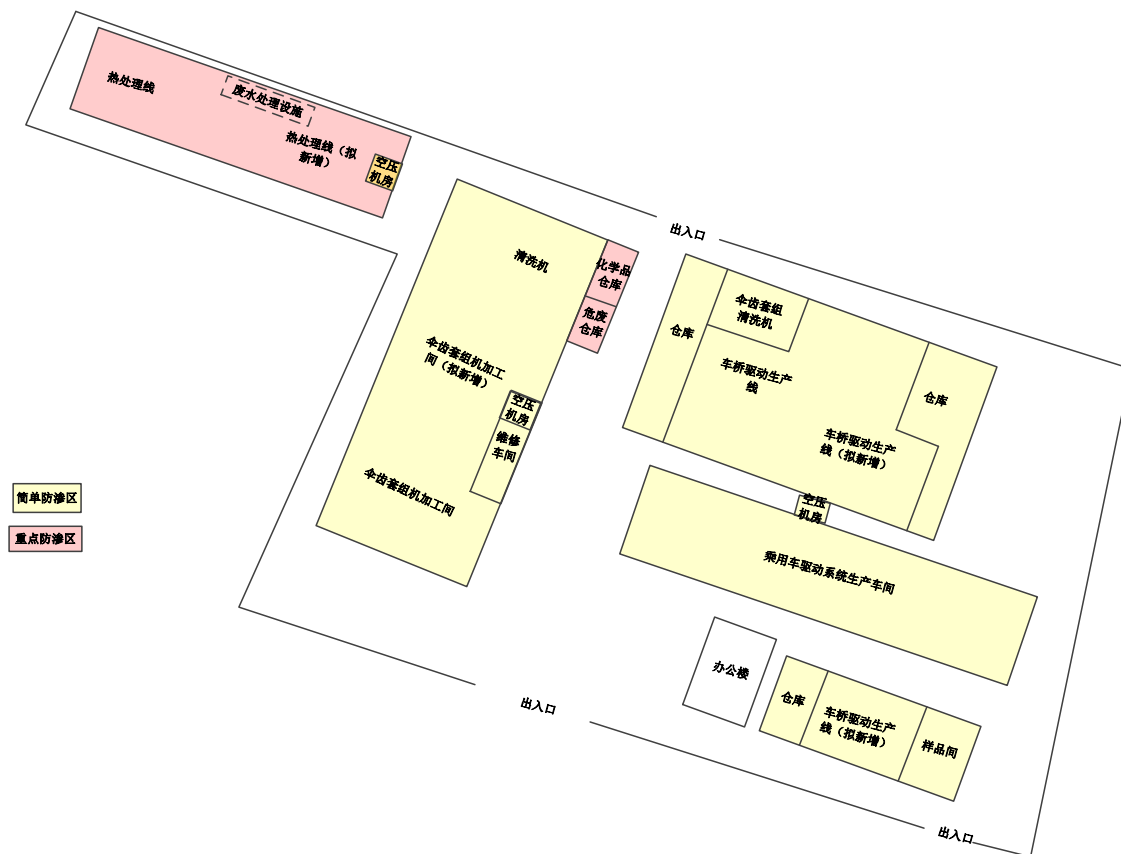 热处理线
废水处理设施
热处理线（拟
新增）
空压
机房
出入口
清洗机
化学品
仓库
危废
仓库
伞齿套组机加工
间（拟新增）
空压
机房
维修
车间
伞齿套组机加工间
仓库
伞齿套组
清洗机
车桥驱动生产
线
仓库
车桥驱动生产
线（拟新增）
空压
机房
乘用车驱动系统生产车间
简单防渗区
重点防渗区
办公楼
仓库
车桥驱动生产
线（拟新增）
样品间
出入口
出入口